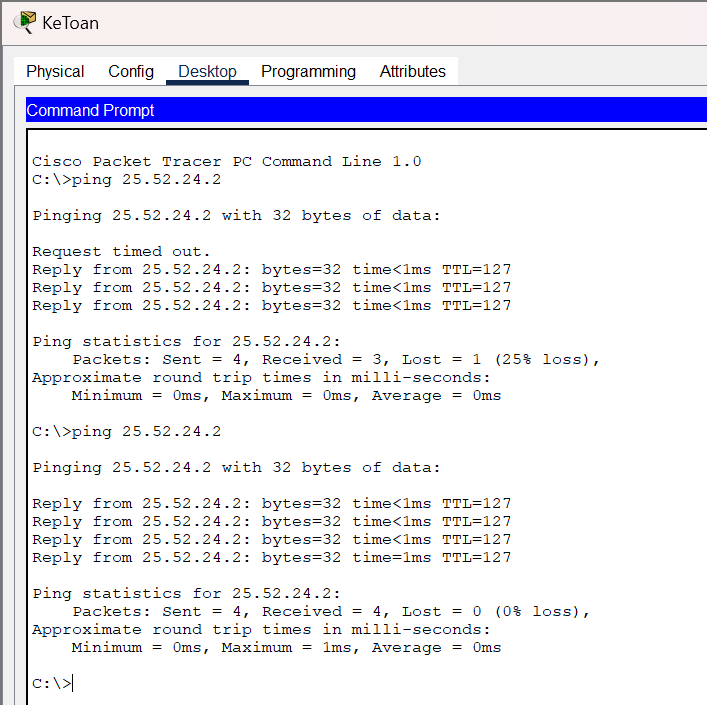 KeToan
Physical Config Desktop Programming Attributes
Command Prompt
Cisco Packet Tracer PC Command Line 1.0
C:\>ping 25.52.24.2
Pinging 25.52.24.2 with 32 bytes of data:
Request timed out.
Reply from 25.52.24.2: bytes=32 time<1ms TTL=127
Reply from 25.52.24.2: bytes=32 time<1ms TTL=127
Reply from 25.52.24.2: bytes=32 time<1ms TTL=127
Ping statistics for 25.52.24.2:
Packets: Sent = 4, Received = 3, Lost = 1 (25% loss),
Approximate round trip times in milli-seconds:
Minimum = 0ms, Maximum = 0ms, Average = 0ms
C:\>ping 25.52.24.2
Pinging 25.52.24.2 with 32 bytes of data:
Reply from 25.52.24.2: bytes=32 time<1ms TTL=127
Reply from 25.52.24.2: bytes=32 time<1ms TTL=127
Reply from 25.52.24.2: bytes=32 time<1ms TTL=127
Reply from 25.52.24.2: bytes=32 time=1ms TTL=127
Ping statistics for 25.52.24.2:
Packets: Sent = 4, Received = 4, Lost = 0 (0% loss),
Approximate round trip times in milli-seconds:
Minimum = 0ms, Maximum = 1ms, Average = 0ms
C:\>